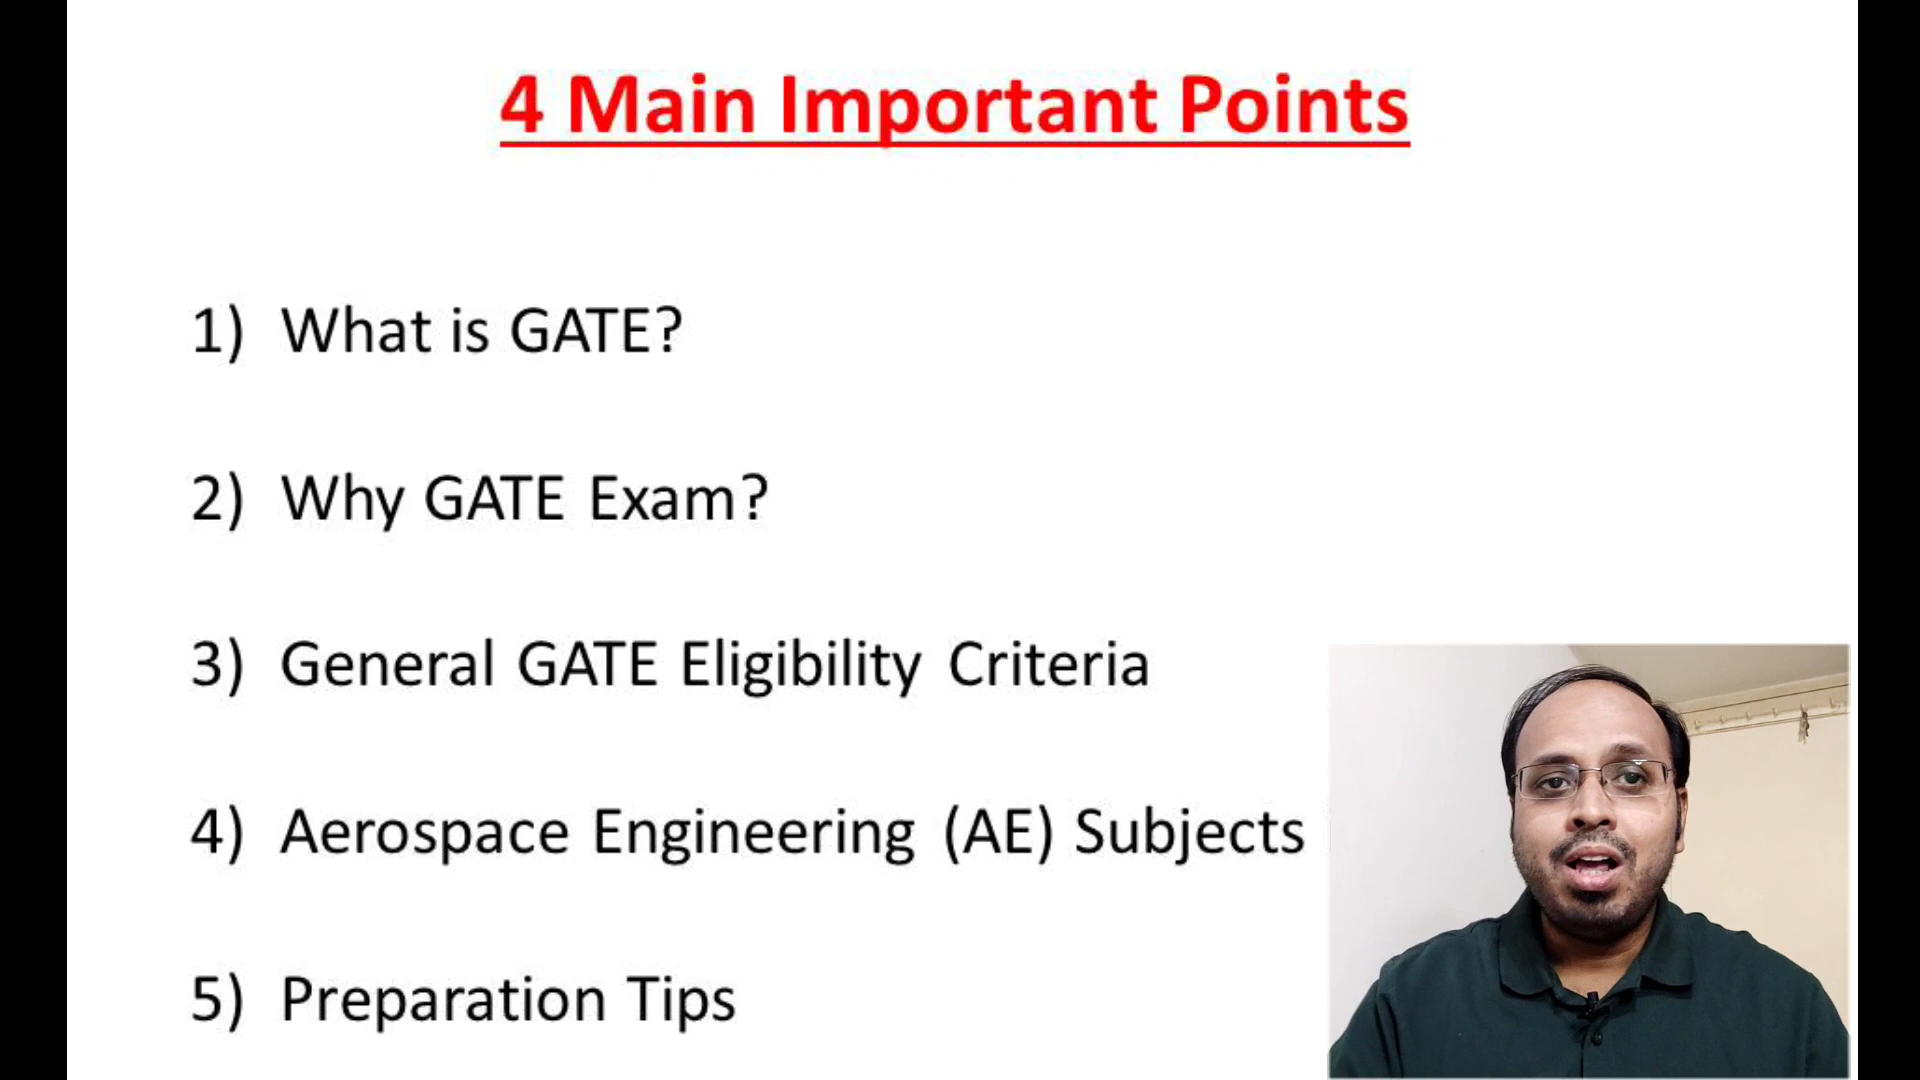 4 Main Important Points
1) What is GATE?
2) Why GATE Exam?
3) General GATE Eligibility Criteria
4) Aerospace Engineering (AE) Subjects
5) Preparation Tips